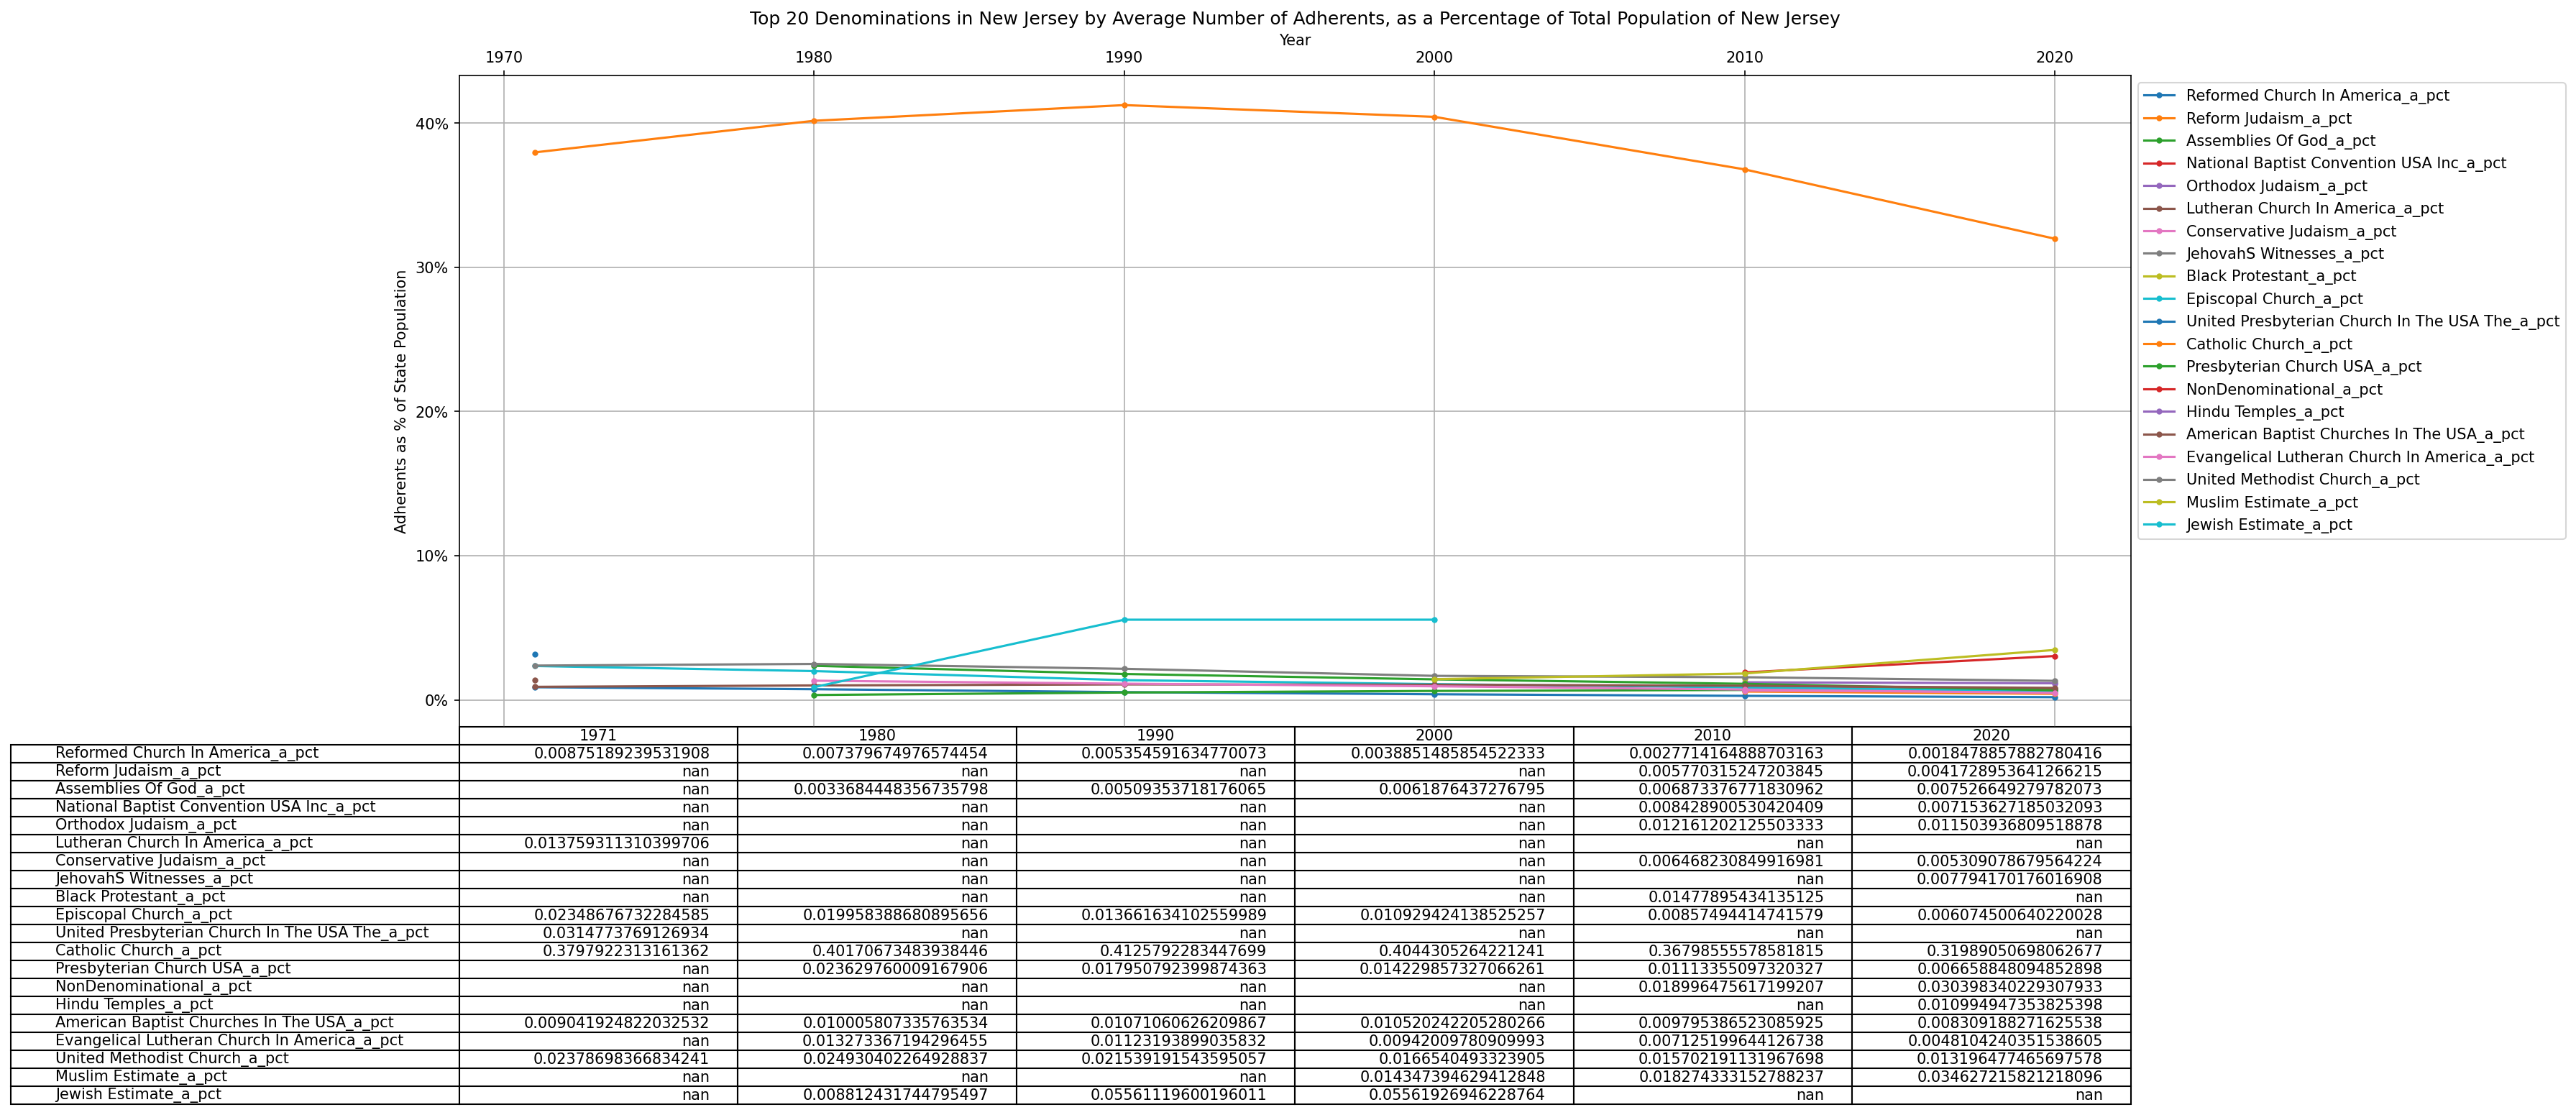 Top 20 Denominations in New Jersey by Average Number of Adherents, as a Percentage of Total Population of New Jersey
Year
1970 1980 1990 2000 2010 2020
40%
30%
20%
10%
0%
Adherents as % of State Population
Reformed Church In America_a_pct
Reform Judaism_a_pct
Assemblies Of God_a_pct
National Baptist Convention USA Inc_a_pct
Orthodox Judaism_a_pct
Lutheran Church In America_a_pct
Conservative Judaism_a_pct
JehovahS Witnesses_a_pct
Black Protestant_a_pct
Episcopal Church_a_pct
United Presbyterian Church In The USA The_a_pct
Catholic Church_a_pct
Presbyterian Church USA_a_pct
NonDenominational_a_pct
Hindu Temples_a_pct
American Baptist Churches In The USA_a_pct
Evangelical Lutheran Church In America_a_pct
United Methodist Church_a_pct
Muslim Estimate_a_pct
Jewish Estimate_a_pct
1971 1980 1990 2000 2010 2020
Reformed Church In America_a_pct 0.00875189239531908 0.007379674976574454 0.005354591634770073 0.0038851485854522333 0.0027714164888703163 0.0018478857882780416
Reform Judaism_a_pct nan nan nan nan 0.005770315247203845 0.0041728953641266215
Assemblies Of God_a_pct nan 0.0033684448356735798 0.00509353718176065 0.0061876437276795 0.006873376771830962 0.007526649279782073
National Baptist Convention USA Inc_a_pct nan nan nan nan 0.008428900530420409 0.007153627185032093
Orthodox Judaism_a_pct nan nan nan nan 0.012161202125503333 0.011503936809518878
Lutheran Church In America_a_pct 0.013759311310399706 nan nan nan nan nan
Conservative Judaism_a_pct nan nan nan nan 0.006468230849916981 0.005309078679564224
JehovahS Witnesses_a_pct nan nan nan nan nan 0.007794170176016908
Black Protestant_a_pct nan nan nan nan 0.01477895434135125 nan
Episcopal Church_a_pct 0.02348676732284585 0.019958388680895656 0.013661634102559989 0.010929424138525257 0.00857494414741579 0.006074500640220028
United Presbyterian Church In The USA The_a_pct 0.0314773769126934 nan nan nan nan nan
Catholic Church_a_pct 0.3797922313161362 0.401706734839​38446 0.4125792283447699 0.4044305264221241 0.36798555578581815 0.31989050698062677
Presbyterian Church USA_a_pct nan 0.023629760009167906 0.017950792399874363 0.014229857327066261 0.01113355097320327 0.006658848094852898
NonDenominational_a_pct nan nan nan nan 0.018996475617199207 0.030398340229307933
Hindu Temples_a_pct nan nan nan nan nan 0.010994947353825398
American Baptist Churches In The USA_a_pct 0.009041924822032532 0.010005807335763534 0.01071060626209867 0.010520242205280266 0.009795386523085925 0.008309188271625538
Evangelical Lutheran Church In America_a_pct nan 0.013273367194296455 0.01123193899035832 0.00942009780909993 0.007125199644126738 0.0048104240351538605
United Methodist Church_a_pct 0.02378698366834241 0.024930402264928837 0.021539191543595057 0.0166540493323905 0.015702191131967698 0.0131964774656​97578
Muslim Estimate_a_pct nan nan nan 0.014347394629412848 0.018274333152788237 0.034627215821218096
Jewish Estimate_a_pct nan 0.008812431744795497 0.05561119600196011 0.05561926946228764 nan nan